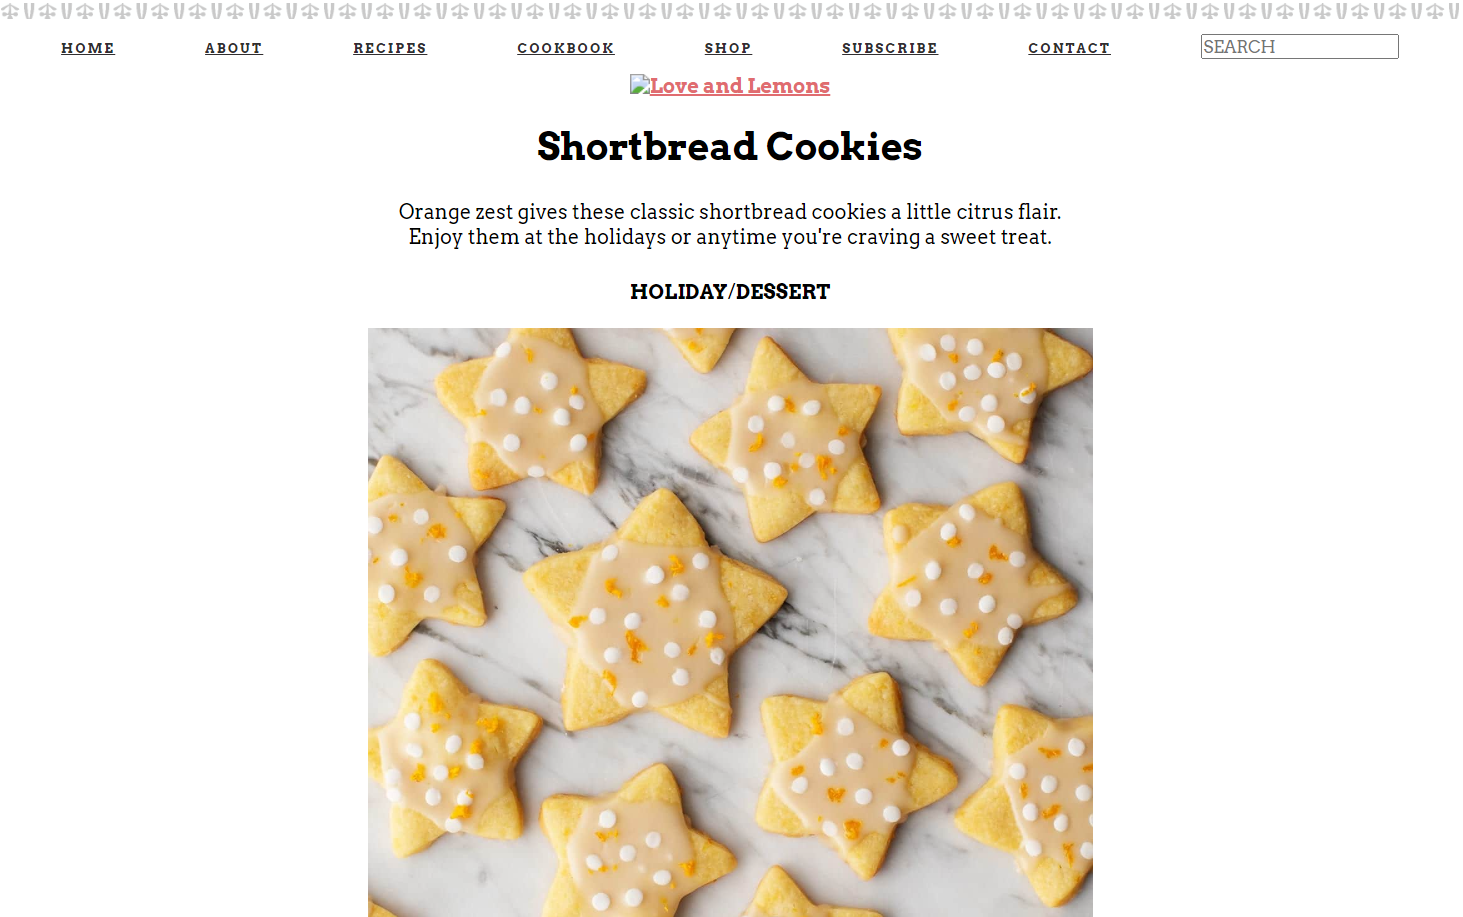 HOME ABOUT RECIPES COOKBOOK SHOP SUBSCRIBE CONTACT SEARCH
Love and Lemons
Shortbread Cookies
Orange zest gives these classic shortbread cookies a little citrus flair.
Enjoy them at the holidays or anytime you're craving a sweet treat.
HOLIDAY/DESSERT